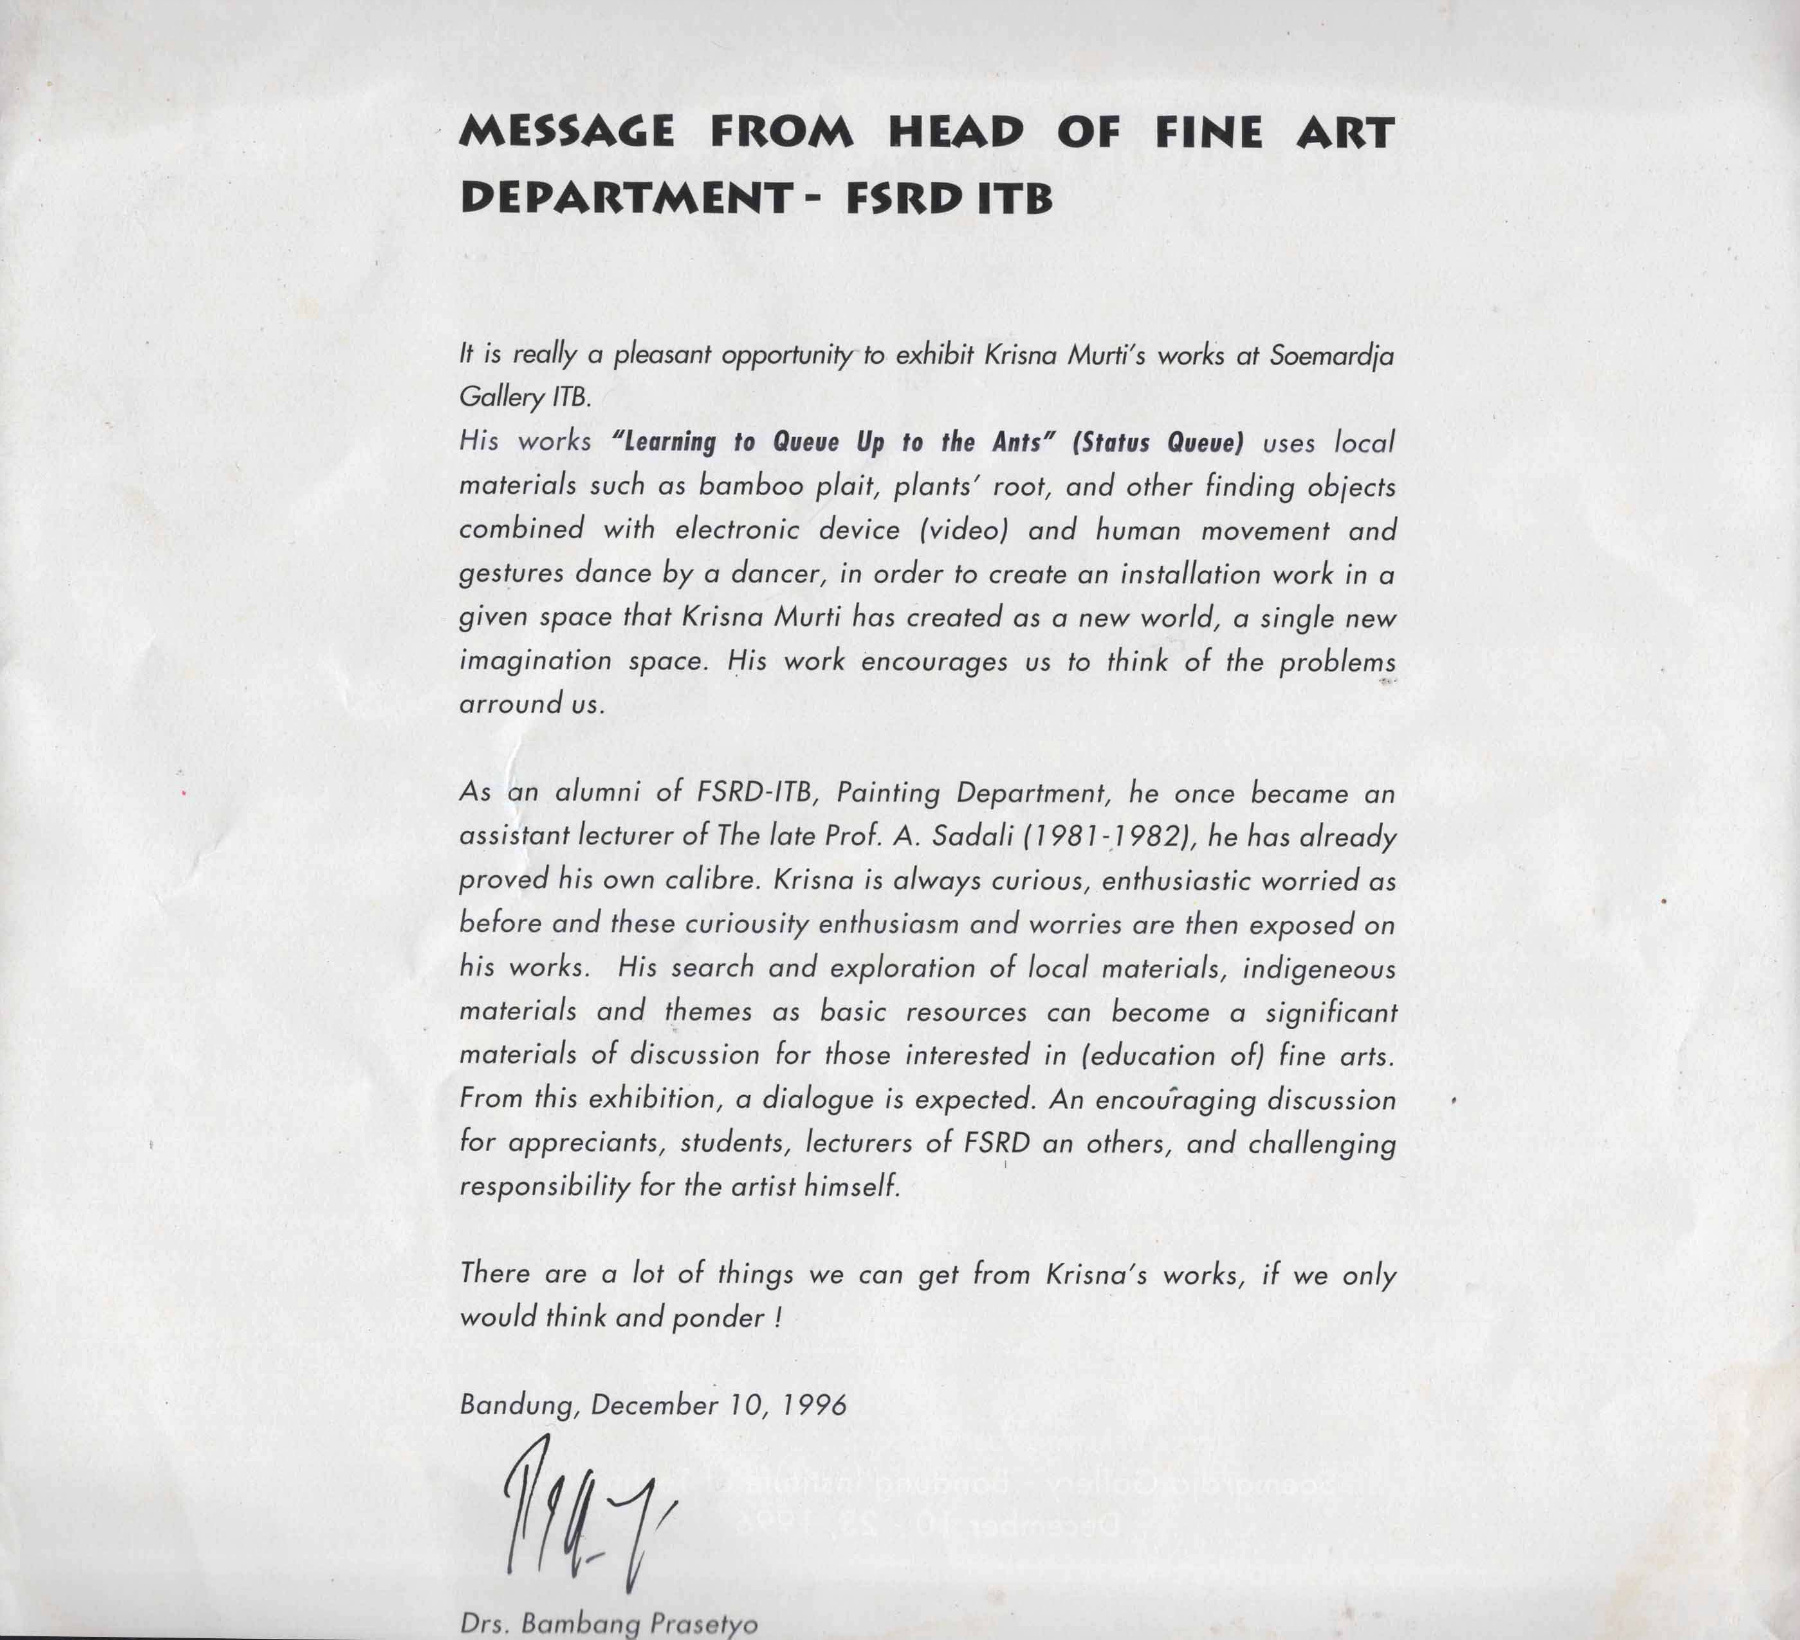 MESSAGE FROM HEAD OF FINE ART
DEPARTMENT - FSRD ITB
It is really a pleasant opportunity to exhibit Krisna Murti's works at Soemardja
Gallery ITB.
His works "Learning to Queue Up to the Ants" (Status Queue) uses local
materials such as bamboo plait, plants' root, and other finding objects
combined with electronic device (video) and human movement and
gestures dance by a dancer, in order to create an installation work in a
given space that Krisna Murti has created as a new world, a single new
imagination space. His work encourages us to think of the problems
arround us.
As an alumni of FSRD-ITB, Painting Department, he once became an
assistant lecturer of The late Prof. A. Sadali (1981-1982), he has already
proved his own calibre. Krisna is always curious, enthusiastic worried as
before and these curiousity enthusiasm and worries are then exposed on
his works. His search and exploration of local materials, indigeneous
materials and themes as basic resources can become a significant
materials of discussion for those interested in (education of) fine arts.
From this exhibition, a dialogue is expected. An encouraging discussion
for appreciants, students, lecturers of FSRD an others, and challenging
responsibility for the artist himself.
There are a lot of things we can get from Krisna's works, if we only
would think and ponder !
Bandung, December 10, 1996
Drs. Bambang Prasetyo